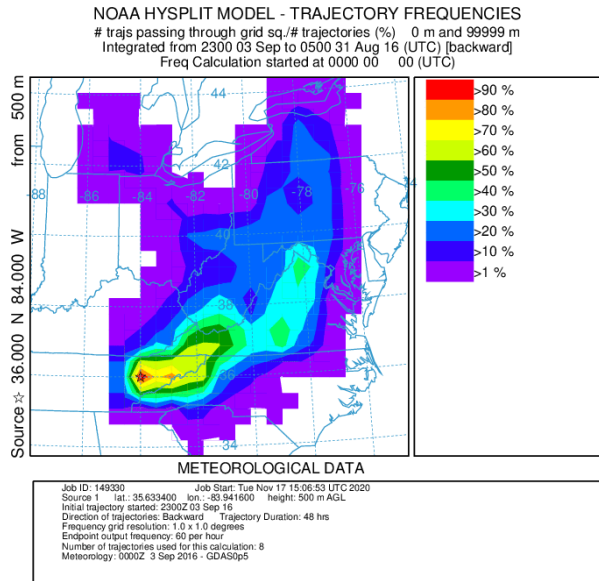 NOAA HYSPLIT MODEL - TRAJECTORY FREQUENCIES
# trajs passing through grid sq./# trajectories (%) 0 m and 99999 m
Integrated from 2300 03 Sep to 0500 31 Aug 16 (UTC) [backward]
Freq Calculation started at 0000 00 00 (UTC)
Source ☆ 36.000 N 84.000 W from 500 m
44
42
-88
-86
-84
-82
-80
-78
-76
40
38
36
34
>90 %
>80 %
>70 %
>60 %
>50 %
>40 %
>30 %
>20 %
>10 %
>1 %
METEOROLOGICAL DATA
Job ID: 149330 Job Start: Tue Nov 17 15:06:53 UTC 2020
Source 1 lat.: 35.633400 lon.: -83.941600 height: 500 m AGL
Initial trajectory started: 2300Z 03 Sep 16
Direction of trajectories: Backward Trajectory Duration: 48 hrs
Frequency grid resolution: 1.0 x 1.0 degrees
Endpoint output frequency: 60 per hour
Number of trajectories used for this calculation: 8
Meteorology: 0000Z 3 Sep 2016 - GDAS0p5